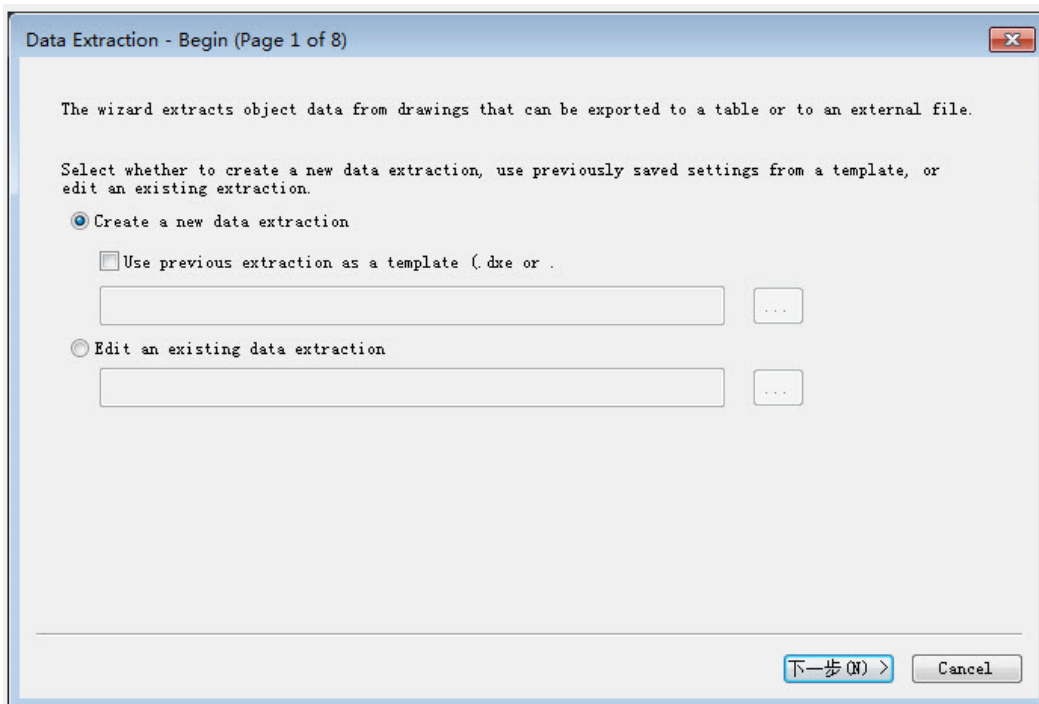 Data Extraction - Begin (Page 1 of 8)
The wizard extracts object data from drawings that can be exported to a table or to an external file.
Select whether to create a new data extraction, use previously saved settings from a template, or
edit an existing extraction.
Create a new data extraction
Use previous extraction as a template (.dxe or .
...
Edit an existing data extraction
...
下一步(N) >
Cancel